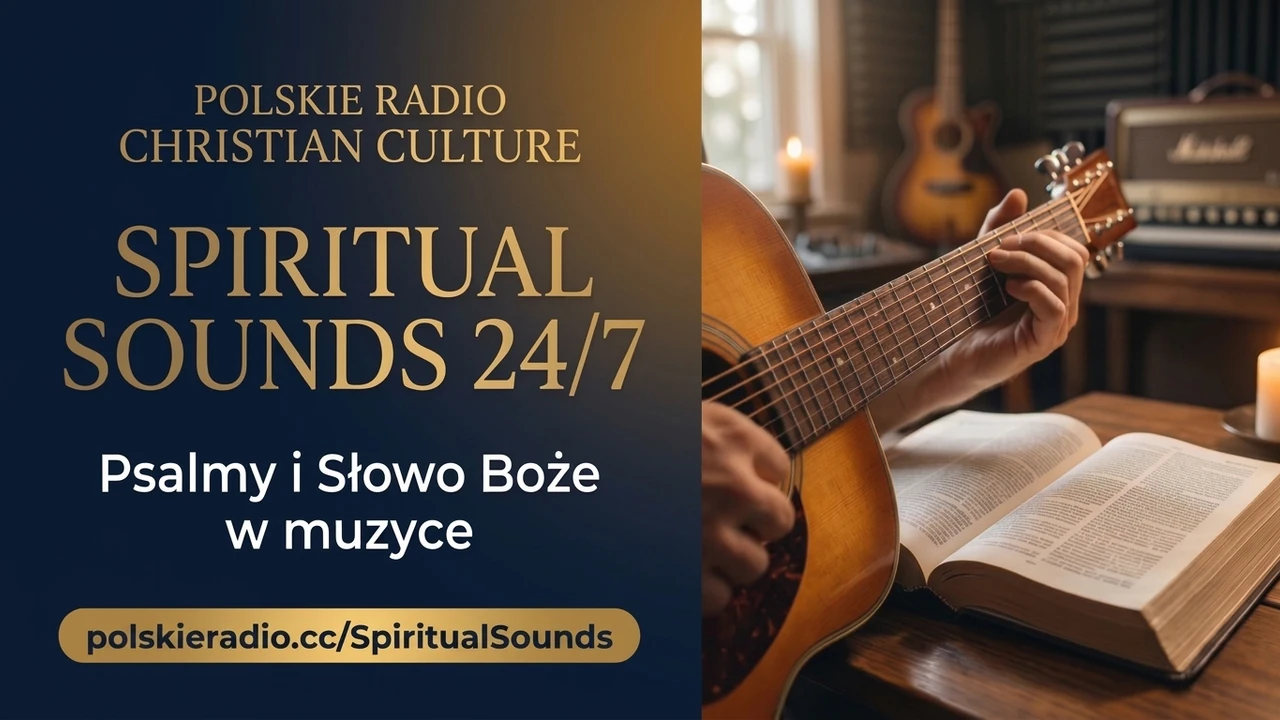 POLSKIE RADIO
CHRISTIAN CULTURE
SPIRITUAL
SOUNDS 24/7
Psalmy i Słowo Boże
w muzyce
polskieradio.cc/SpiritualSounds
Marshall